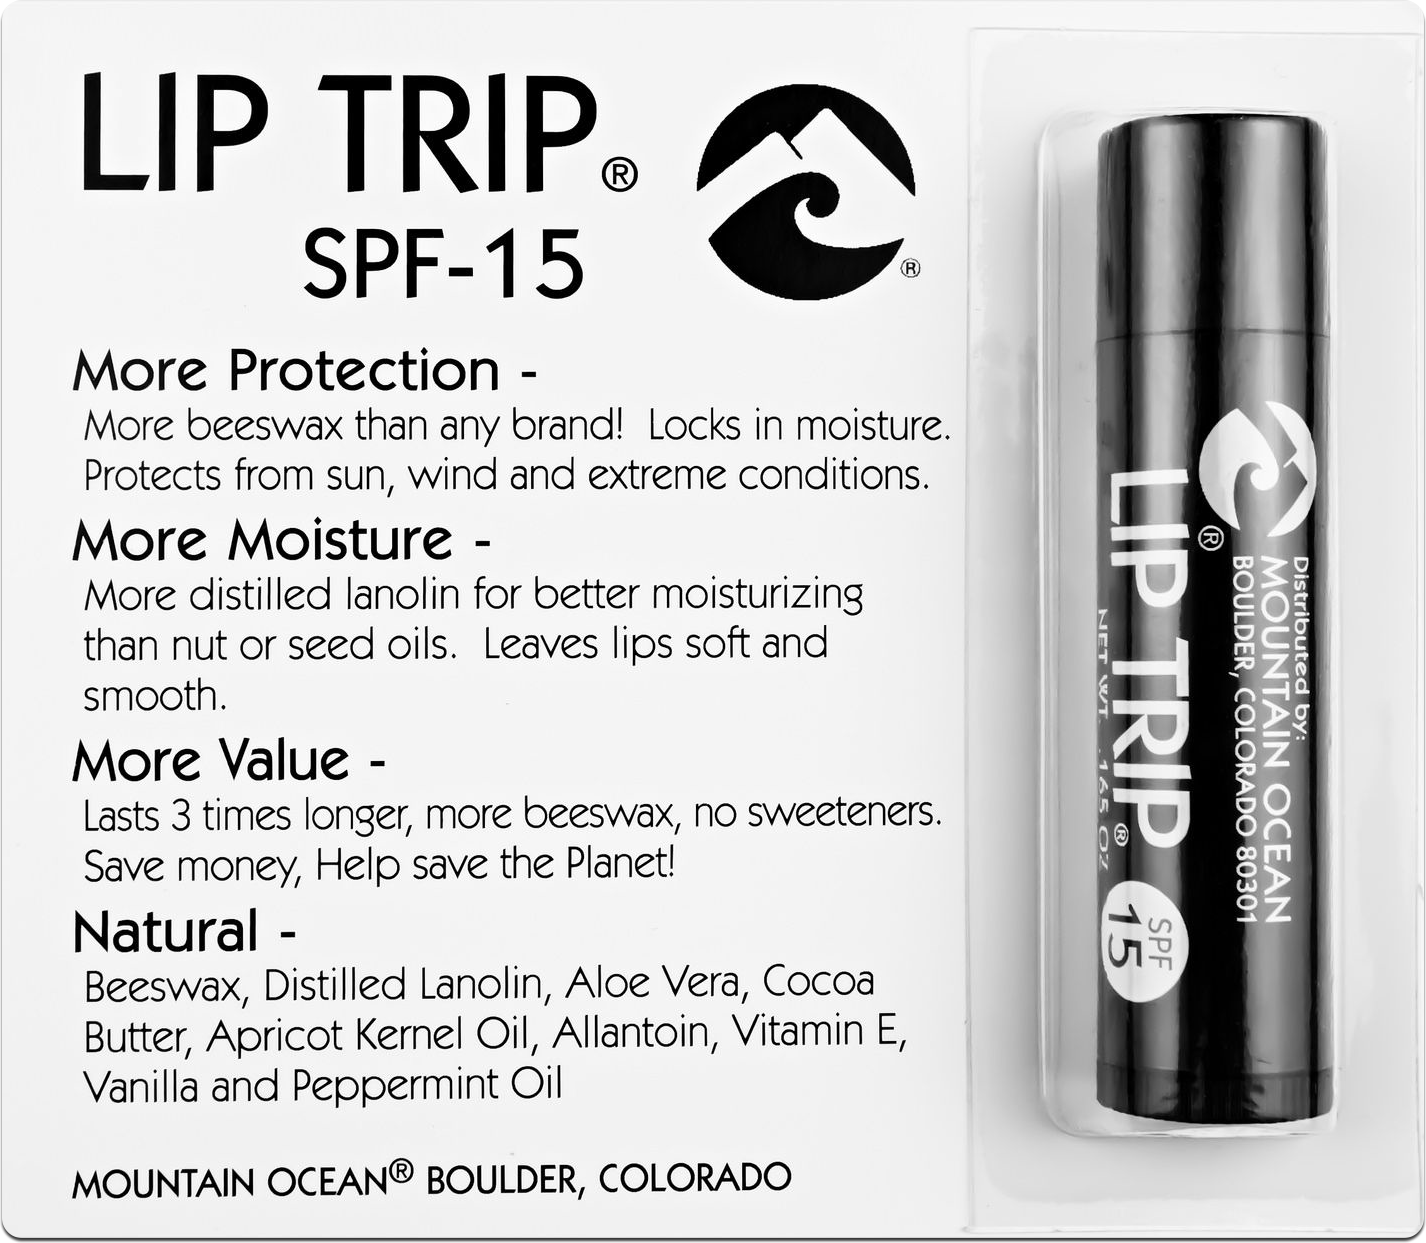 LIP TRIP®
SPF-15
®
More Protection -
More beeswax than any brand! Locks in moisture.
Protects from sun, wind and extreme conditions.
More Moisture -
More distilled lanolin for better moisturizing
than nut or seed oils. Leaves lips soft and
smooth.
More Value -
Lasts 3 times longer, more beeswax, no sweeteners.
Save money, Help save the Planet!
Natural -
Beeswax, Distilled Lanolin, Aloe Vera, Cocoa
Butter, Apricot Kernel Oil, Allantoin, Vitamin E,
Vanilla and Peppermint Oil
MOUNTAIN OCEAN® BOULDER, COLORADO
®
Distributed by:
MOUNTAIN OCEAN
BOULDER, COLORADO 80301
LIP TRIP®
SPF
15
NET WT. .165 OZ